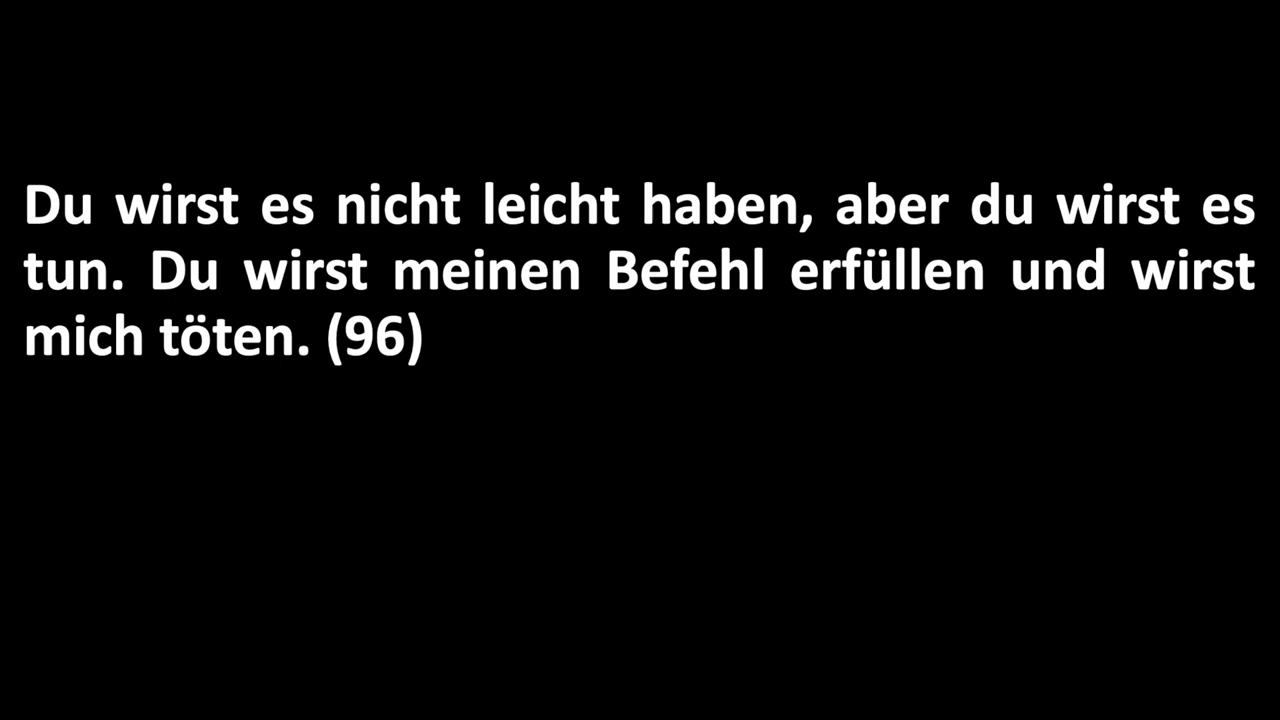 Du wirst es nicht leicht haben, aber du wirst es
tun. Du wirst meinen Befehl erfüllen und wirst
mich töten. (96)